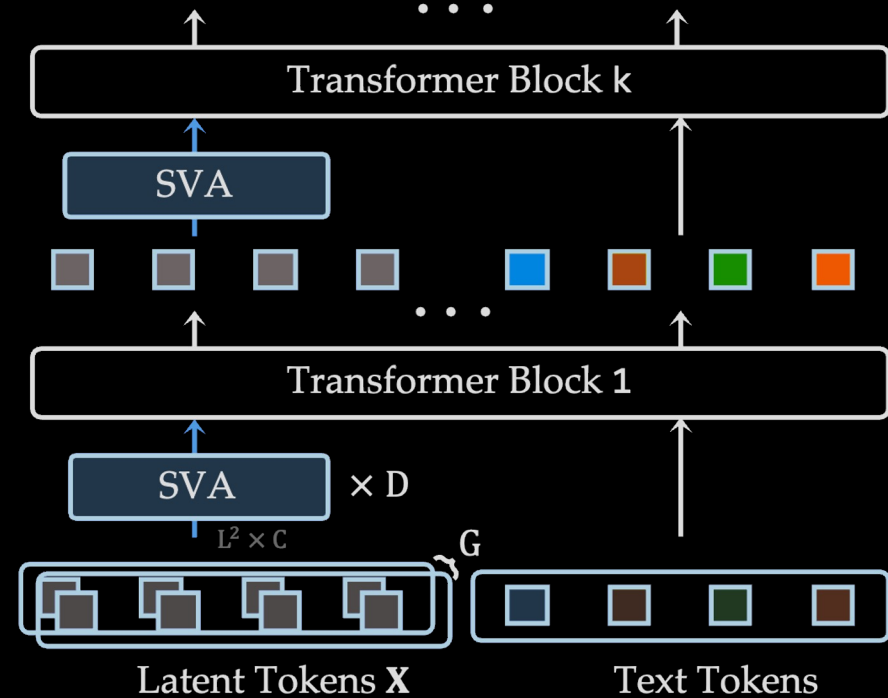 . . .
Transformer Block k
SVA
. . .
Transformer Block 1
SVA × D
L² × C
G
Latent Tokens X Text Tokens